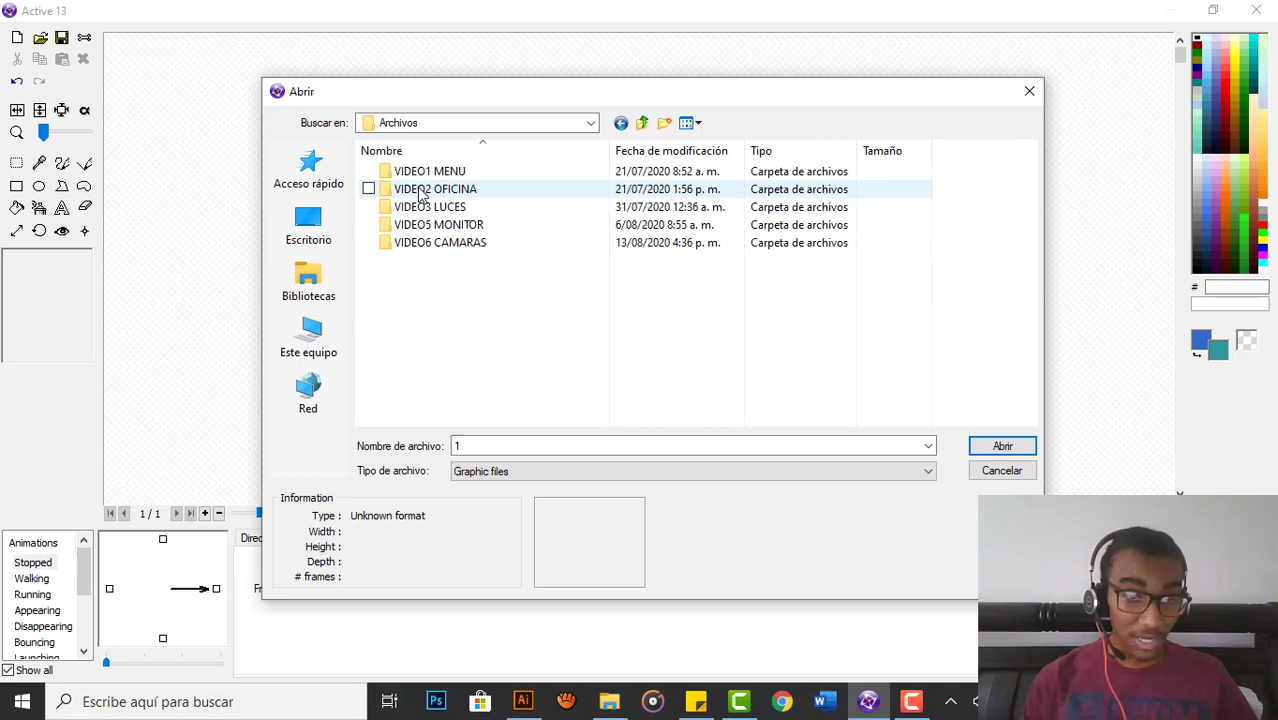 Active 13
Abrir
Buscar en:
Archivos
Nombre
Fecha de modificación
Tipo
Tamaño
VIDEO1 MENU
21/07/2020 8:52 a. m.
Carpeta de archivos
VIDEO2 OFICINA
21/07/2020 1:56 p. m.
Carpeta de archivos
VIDEO3 LUCES
31/07/2020 12:36 a. m.
Carpeta de archivos
VIDEO5 MONITOR
6/08/2020 8:55 a. m.
Carpeta de archivos
VIDEO6 CAMARAS
13/08/2020 4:36 p. m.
Carpeta de archivos
Acceso rápido
Escritorio
Bibliotecas
Este equipo
Red
Nombre de archivo:
1
Abrir
Tipo de archivo:
Graphic files
Cancelar
Information
Type :
Unknown format
Width :
Height :
Depth :
# frames :
#
1 / 1
Animations
Stopped
Walking
Running
Appearing
Disappearing
Bouncing
Show all
Escribe aquí para buscar
Ps
Ai
W
C
C